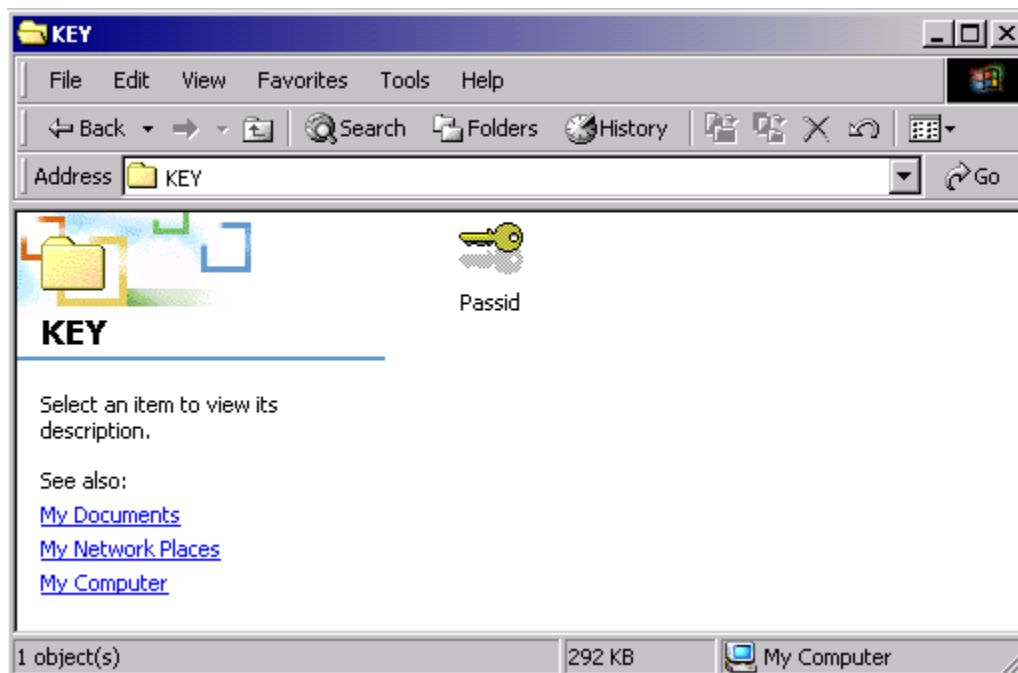 KEY
File Edit View Favorites Tools Help
Back Search Folders History
Address KEY Go
Passid
KEY
Select an item to view its
description.
See also:
My Documents
My Network Places
My Computer
1 object(s) 292 KB My Computer